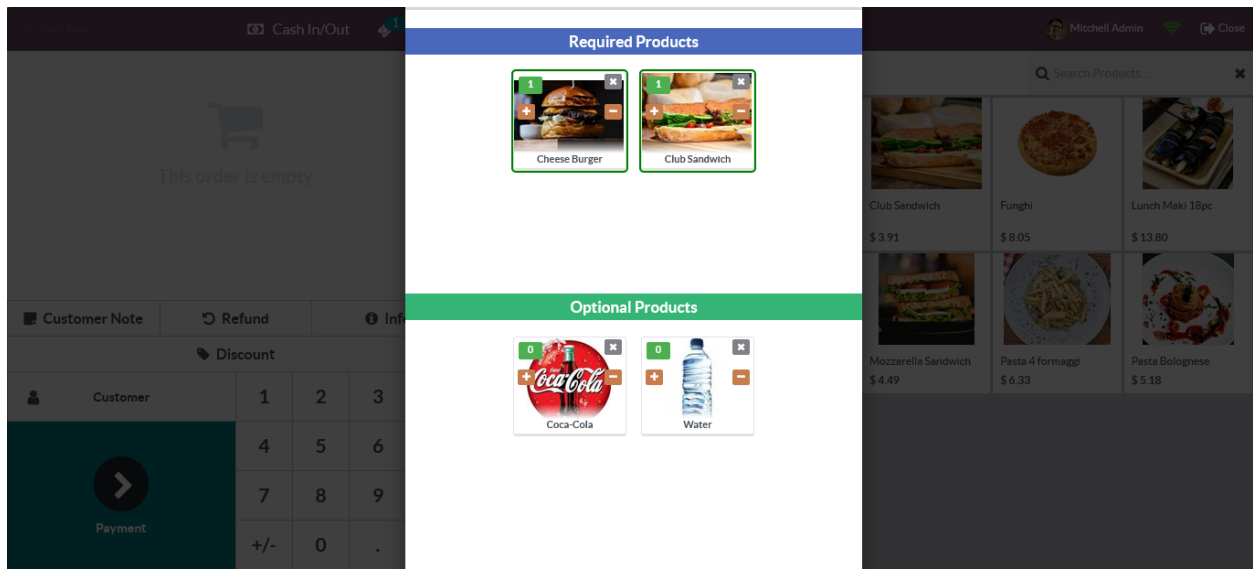 Cash In/Out
1
Mitchell Admin
Close
Required Products
Search Products...
1
1
Cheese Burger
Club Sandwich
This order is empty
Club Sandwich
Funghi
Lunch Maki 18pc
$ 3.91
$ 8.05
$ 13.80
Optional Products
Customer Note
Refund
Info
Discount
0
0
Coca-Cola
Coca-Cola
Water
Mozzarella Sandwich
Pasta 4 formaggi
Pasta Bolognese
$ 4.49
$ 6.33
$ 5.18
Customer
1
2
3
4
5
6
7
8
9
+/-
0
.
Payment